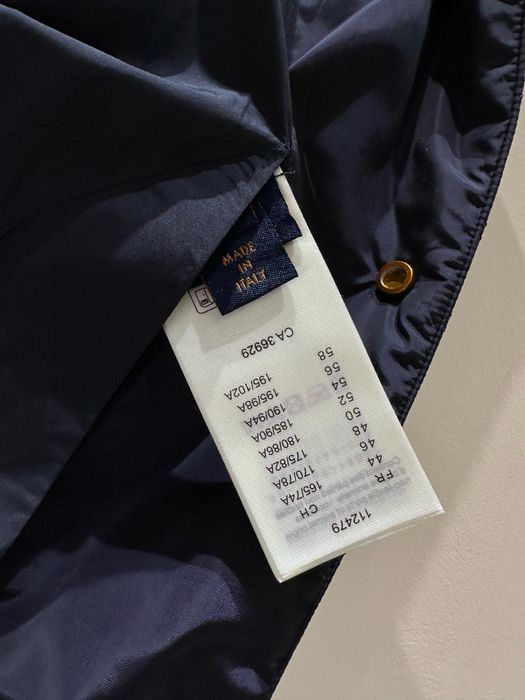 MADE
IN
ITALY
112479
FR CH
44 165/74A
46 170/78A
48 175/82A
50 180/86A
52 185/90A
54 190/94A
56 195/98A
58 195/102A
CA 36929